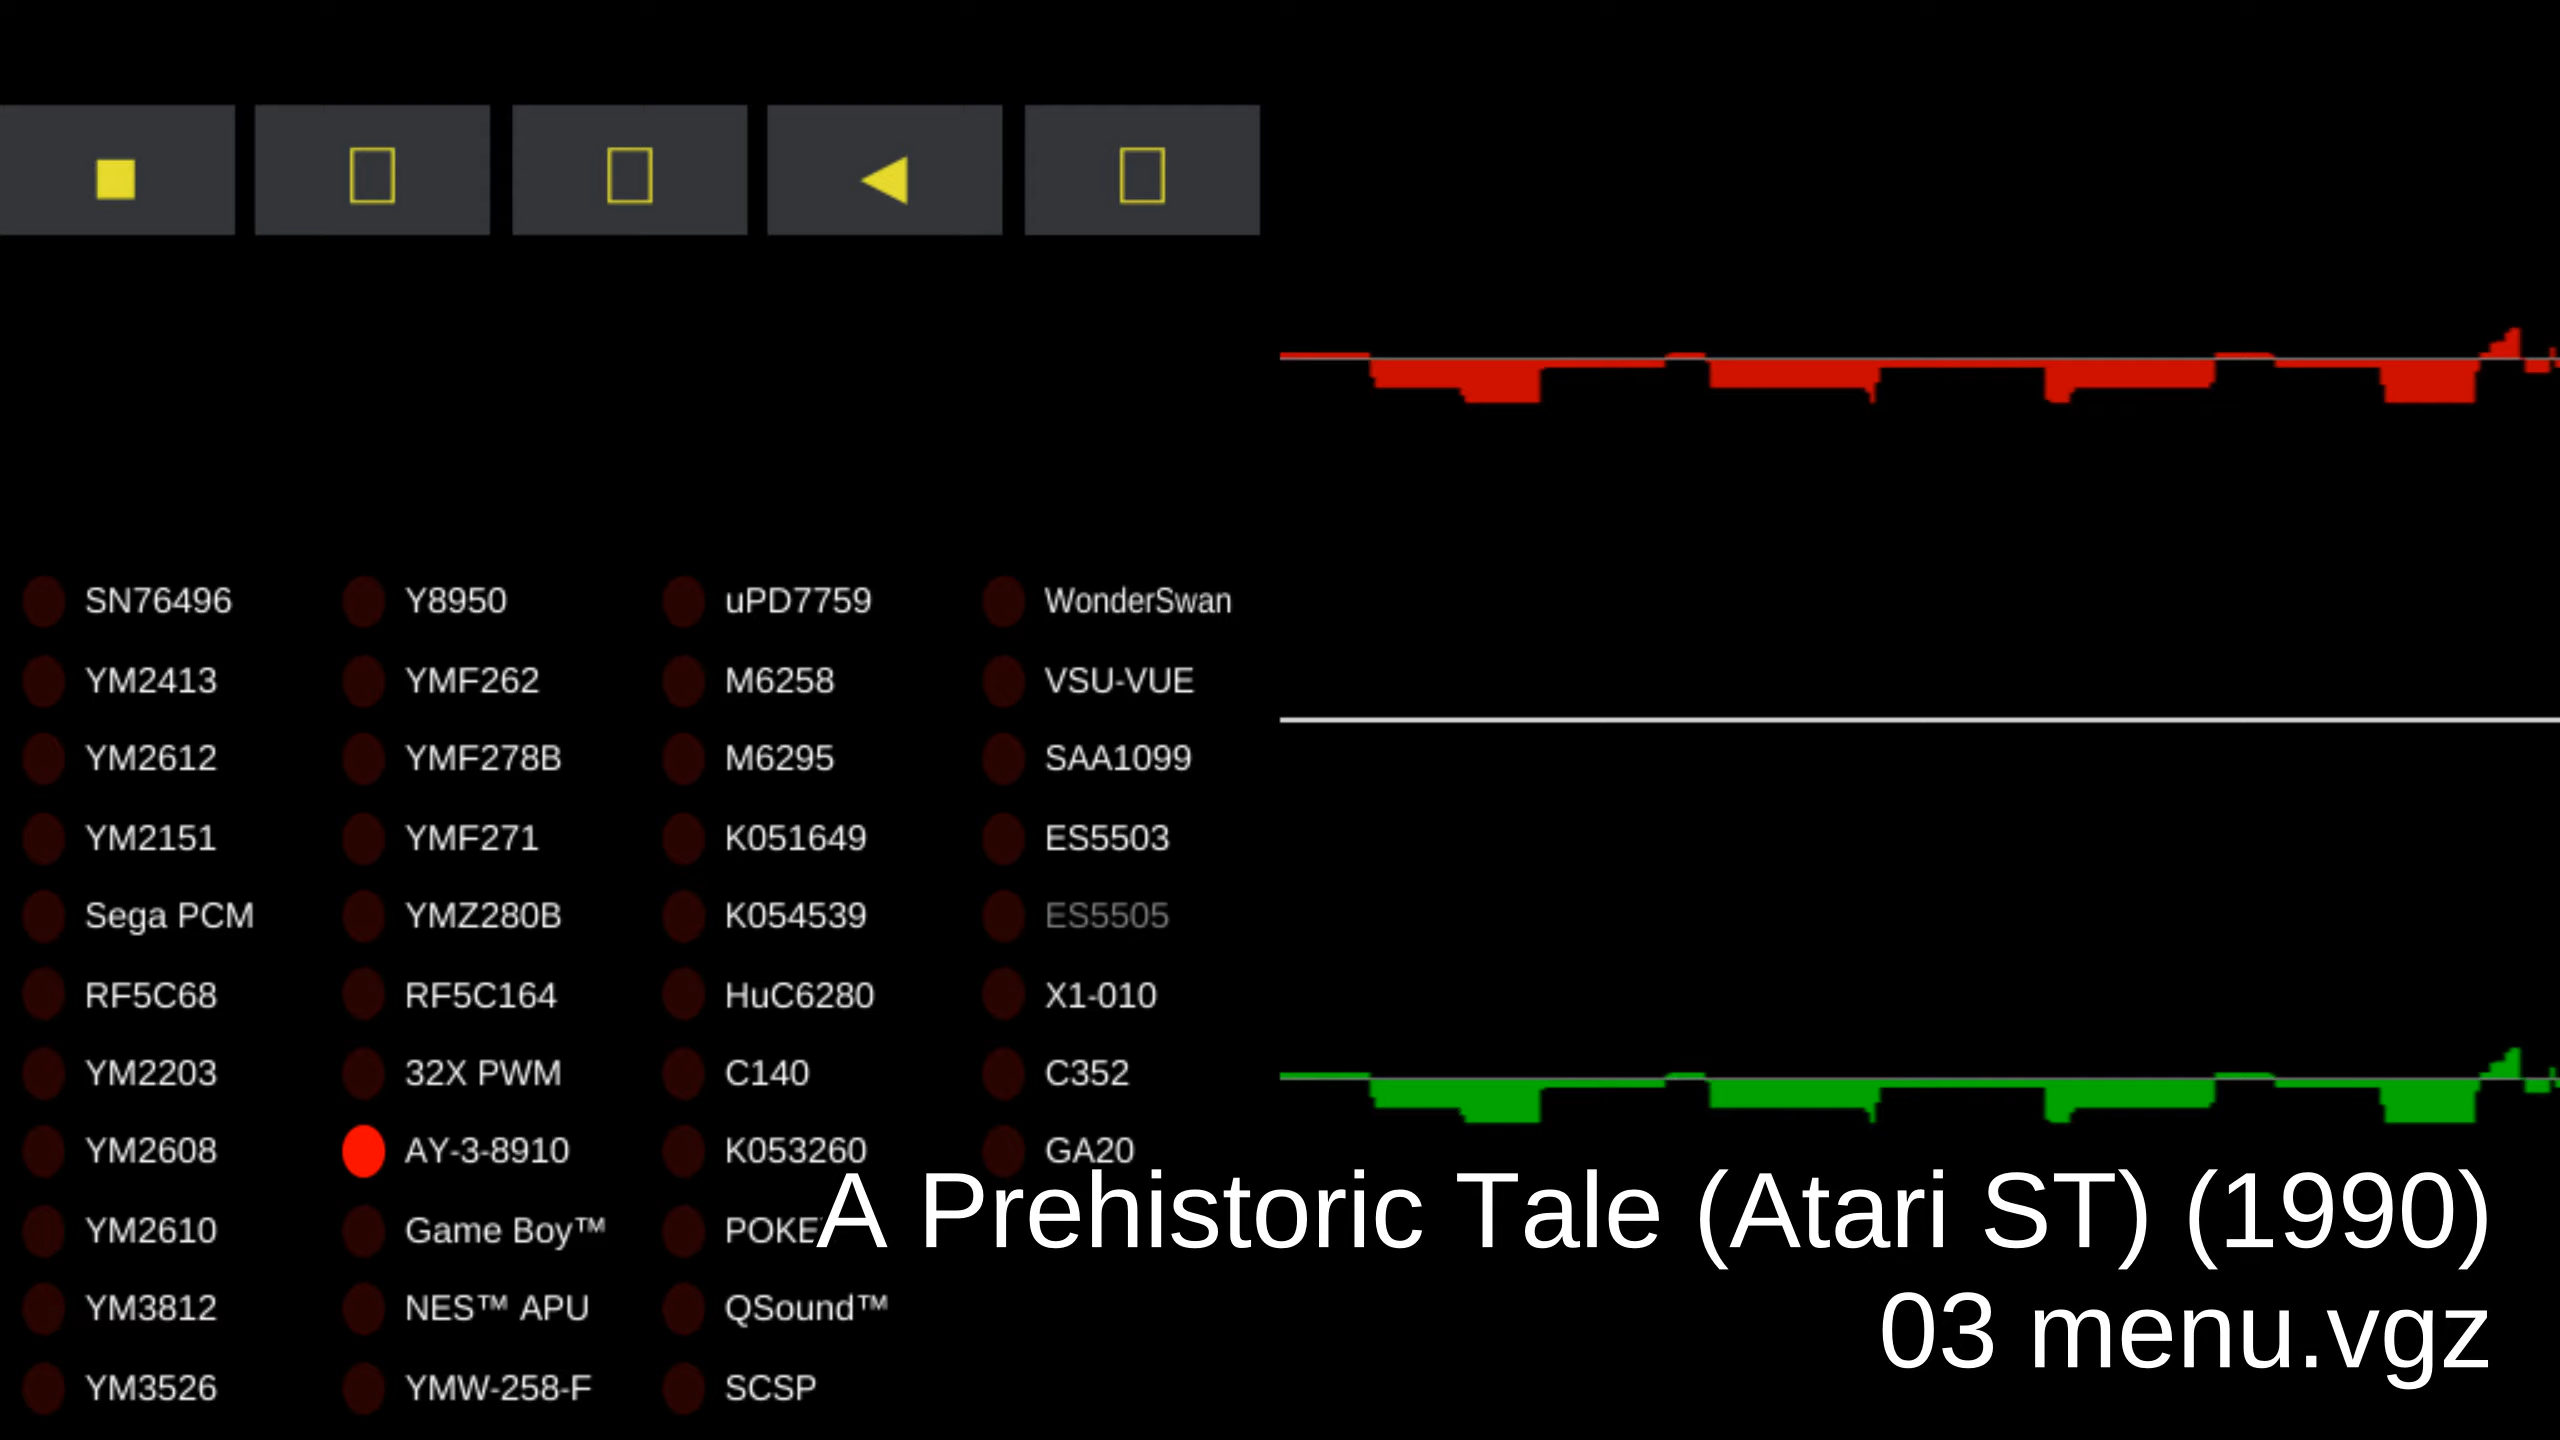 SN76496 Y8950 uPD7759 WonderSwan
YM2413 YMF262 M6258 VSU-VUE
YM2612 YMF278B M6295 SAA1099
YM2151 YMF271 K051649 ES5503
Sega PCM YMZ280B K054539 ES5505
RF5C68 RF5C164 HuC6280 X1-010
YM2203 32X PWM C140 C352
YM2608 AY-3-8910 K053260 GA20
YM2610 Game Boy™
YM3812 NES™ APU QSound™
YM3526 YMW-258-F SCSP
A Prehistoric Tale (Atari ST) (1990)
03 menu.vgz